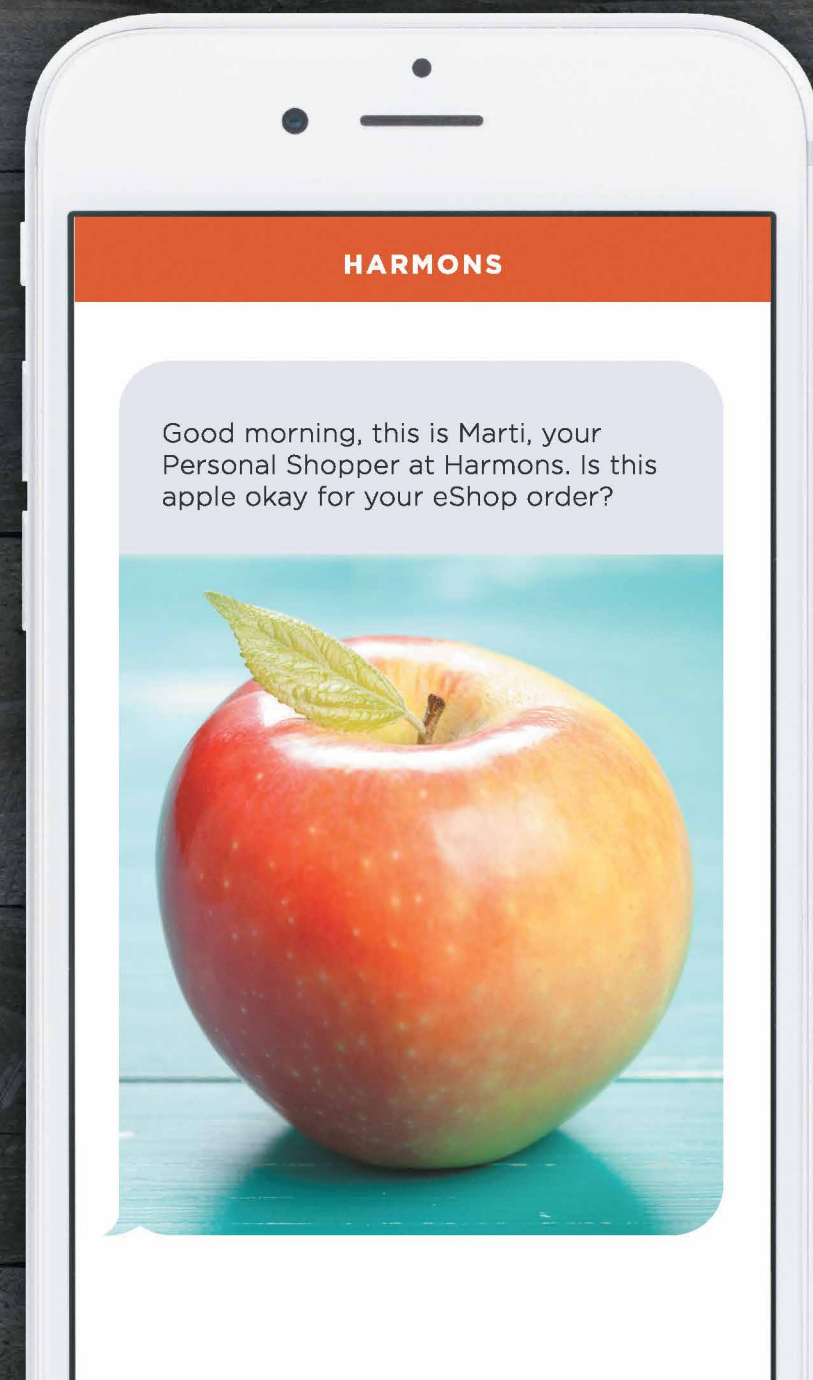 HARMONS
Good morning, this is Marti, your
Personal Shopper at Harmons. Is this
apple okay for your eShop order?